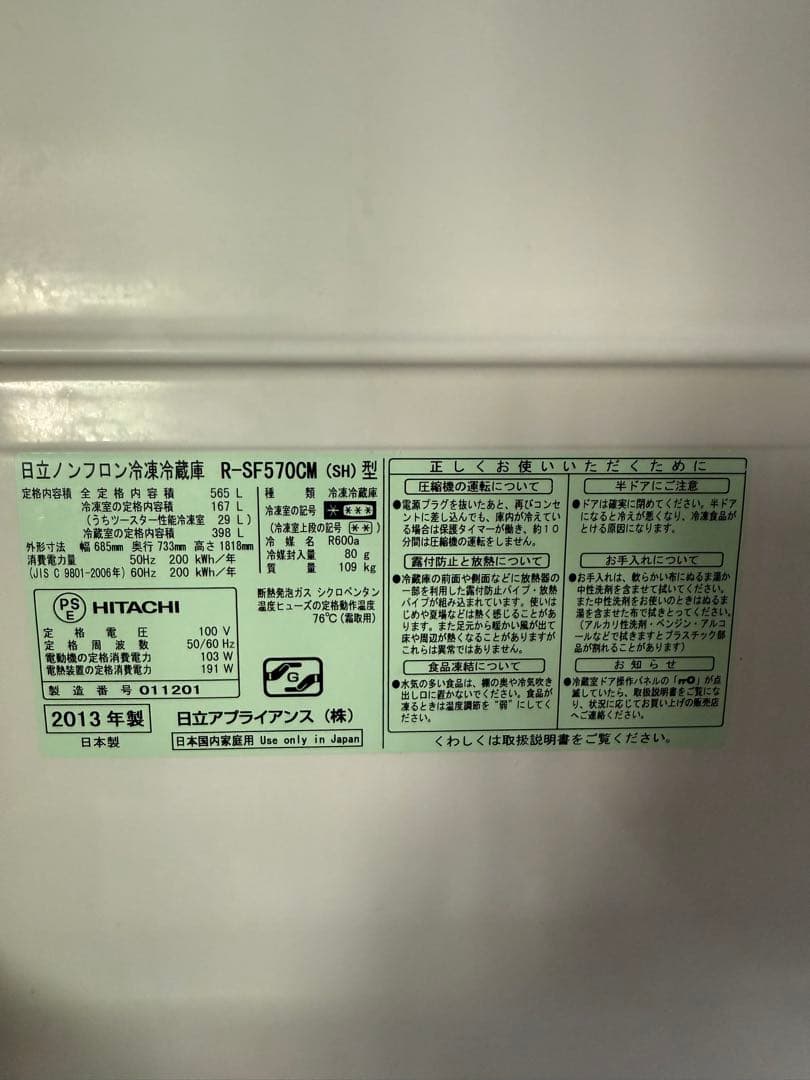 日立ノンフロン冷凍冷蔵庫 R-SF570CM (SH) 型
定格内容積 全定格内容積 565 L
冷凍室の定格内容積 167 L
(うちツースター性能冷凍室 29 L)
冷蔵室の定格内容積 398 L
外形寸法 幅 685mm 奥行 733mm 高さ 1818mm
消費電力量 50Hz 200 kWh/年
(JIS C 9801-2006年) 60Hz 200 kWh/年
種類 冷凍冷蔵庫
冷凍室の記号 ****
(冷凍室上段の記号 **)
冷媒名 R600a
冷媒封入量 80 g
質量 109 kg
断熱発泡ガス シクロペンタン
温度ヒューズの定格動作温度
76℃(霜取用)
PSE HITACHI
定格電圧 100 V
定格周波数 50/60 Hz
電動機の定格消費電力 103 W
電熱装置の定格消費電力 191 W
製造番号 011201
G
2013 年製 日立アプライアンス(株)
日本製 日本国内家庭用 Use only in Japan
正しくお使いいただくために
圧縮機の運転について
●電源プラグを抜いたあと、再びコンセ
ントに差し込んでも、庫内が冷えてい
る場合は保護タイマーが働き、約10
分間は圧縮機の運転をしません。
露付防止と放熱について
●冷蔵庫の前面や側面などに放熱器の
一部を利用した露付防止パイプ・放熱
パイプが組み込まれています。使いは
じめや夏場などは熱く感じることがあ
ります。また足元から暖かい風が出て
床や周辺が熱くなることがありますが
これらは異常ではありません。
食品凍結について
●水気の多い食品は、棚の奥や冷気吹き
出し口に置かないでください。食品が
凍るときは温度調節を"弱"にしてく
ださい。
半ドアにご注意
●ドアは確実に閉めてください。半ドア
になると冷えが悪くなり、冷凍食品が
とける原因になります。
お手入れについて
●お手入れは、軟らかい布にぬるま湯か
中性洗剤を含ませて拭いてください。
また中性洗剤をお使いのときはぬるま
湯を含ませた布で拭きとってください。
(アルカリ性洗剤・ベンジン・アルコ
ールなどで拭きますとプラスチック部
品が割れることがあります)
お知らせ
●冷蔵室ドア操作パネルの「 」が点
滅していたら、取扱説明書をご覧にな
り、状況に応じてお買い上げの販売店
へご連絡ください。
くわしくは取扱説明書をご覧ください。